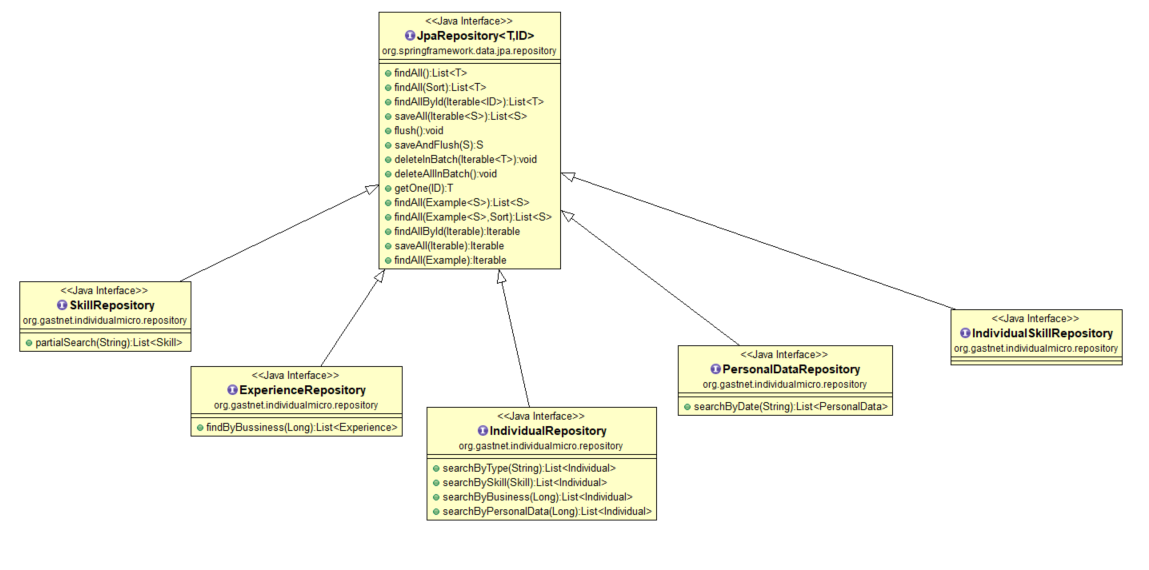 <<Java Interface>>
JpaRepository<T,ID>
org.springframework.data.jpa.repository
findAll():List<T>
findAll(Sort):List<T>
findAllById(Iterable<ID>):List<T>
saveAll(Iterable<S>):List<S>
flush():void
saveAndFlush(S):S
deleteInBatch(Iterable<T>):void
deleteAllInBatch():void
getOne(ID):T
findAll(Example<S>):List<S>
findAll(Example<S>,Sort):List<S>
findAllById(Iterable):Iterable
saveAll(Iterable):Iterable
findAll(Example):Iterable
<<Java Interface>>
SkillRepository
org.gastnet.individualmicro.repository
partialSearch(String):List<Skill>
<<Java Interface>>
ExperienceRepository
org.gastnet.individualmicro.repository
findByBussiness(Long):List<Experience>
<<Java Interface>>
IndividualRepository
org.gastnet.individualmicro.repository
searchByType(String):List<Individual>
searchBySkill(Skill):List<Individual>
searchByBusiness(Long):List<Individual>
searchByPersonalData(Long):List<Individual>
<<Java Interface>>
PersonalDataRepository
org.gastnet.individualmicro.repository
searchByDate(String):List<PersonalData>
<<Java Interface>>
IndividualSkillRepository
org.gastnet.individualmicro.repository